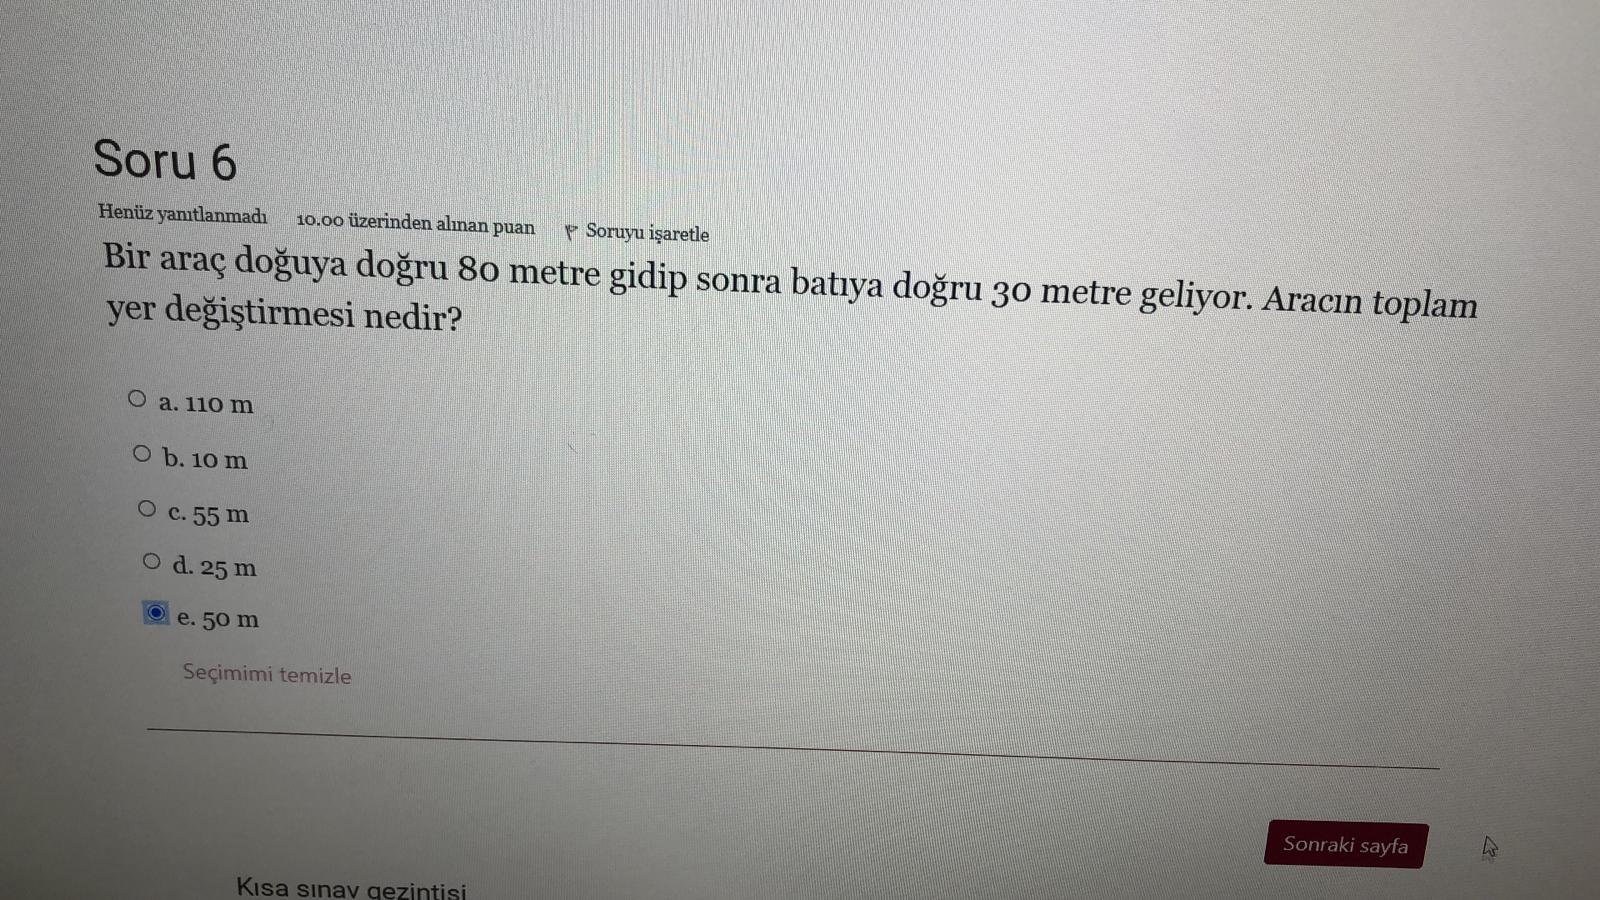 Soru 6
Henüz yanıtlanmadı 10.00 üzerinden alınan puan Soruyu işaretle
Bir araç doğuya doğru 80 metre gidip sonra batıya doğru 30 metre geliyor. Aracın toplam
yer değiştirmesi nedir?
a. 110 m
b. 10 m
c. 55 m
d. 25 m
e. 50 m
Seçimimi temizle
Sonraki sayfa
Kısa sınav gezintisi